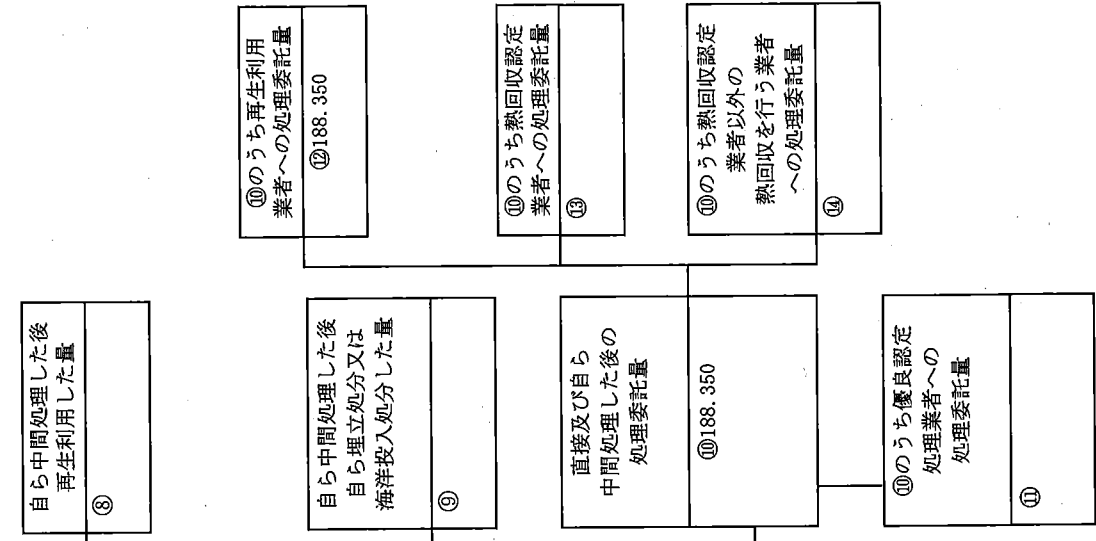 自ら中間処理した後
再生利用した量
⑧
自ら中間処理した後
自ら埋立処分又は
海洋投入処分した量
⑨
直接及び自ら
中間処理した後の
処理委託量
⑩188.350
⑩のうち優良認定
処理業者への
処理委託量
⑪
⑩のうち再生利用
業者への処理委託量
⑫188.350
⑩のうち熱回収認定
業者への処理委託量
⑬
⑩のうち熱回収認定
業者以外の
熱回収を行う業者
への処理委託量
⑭